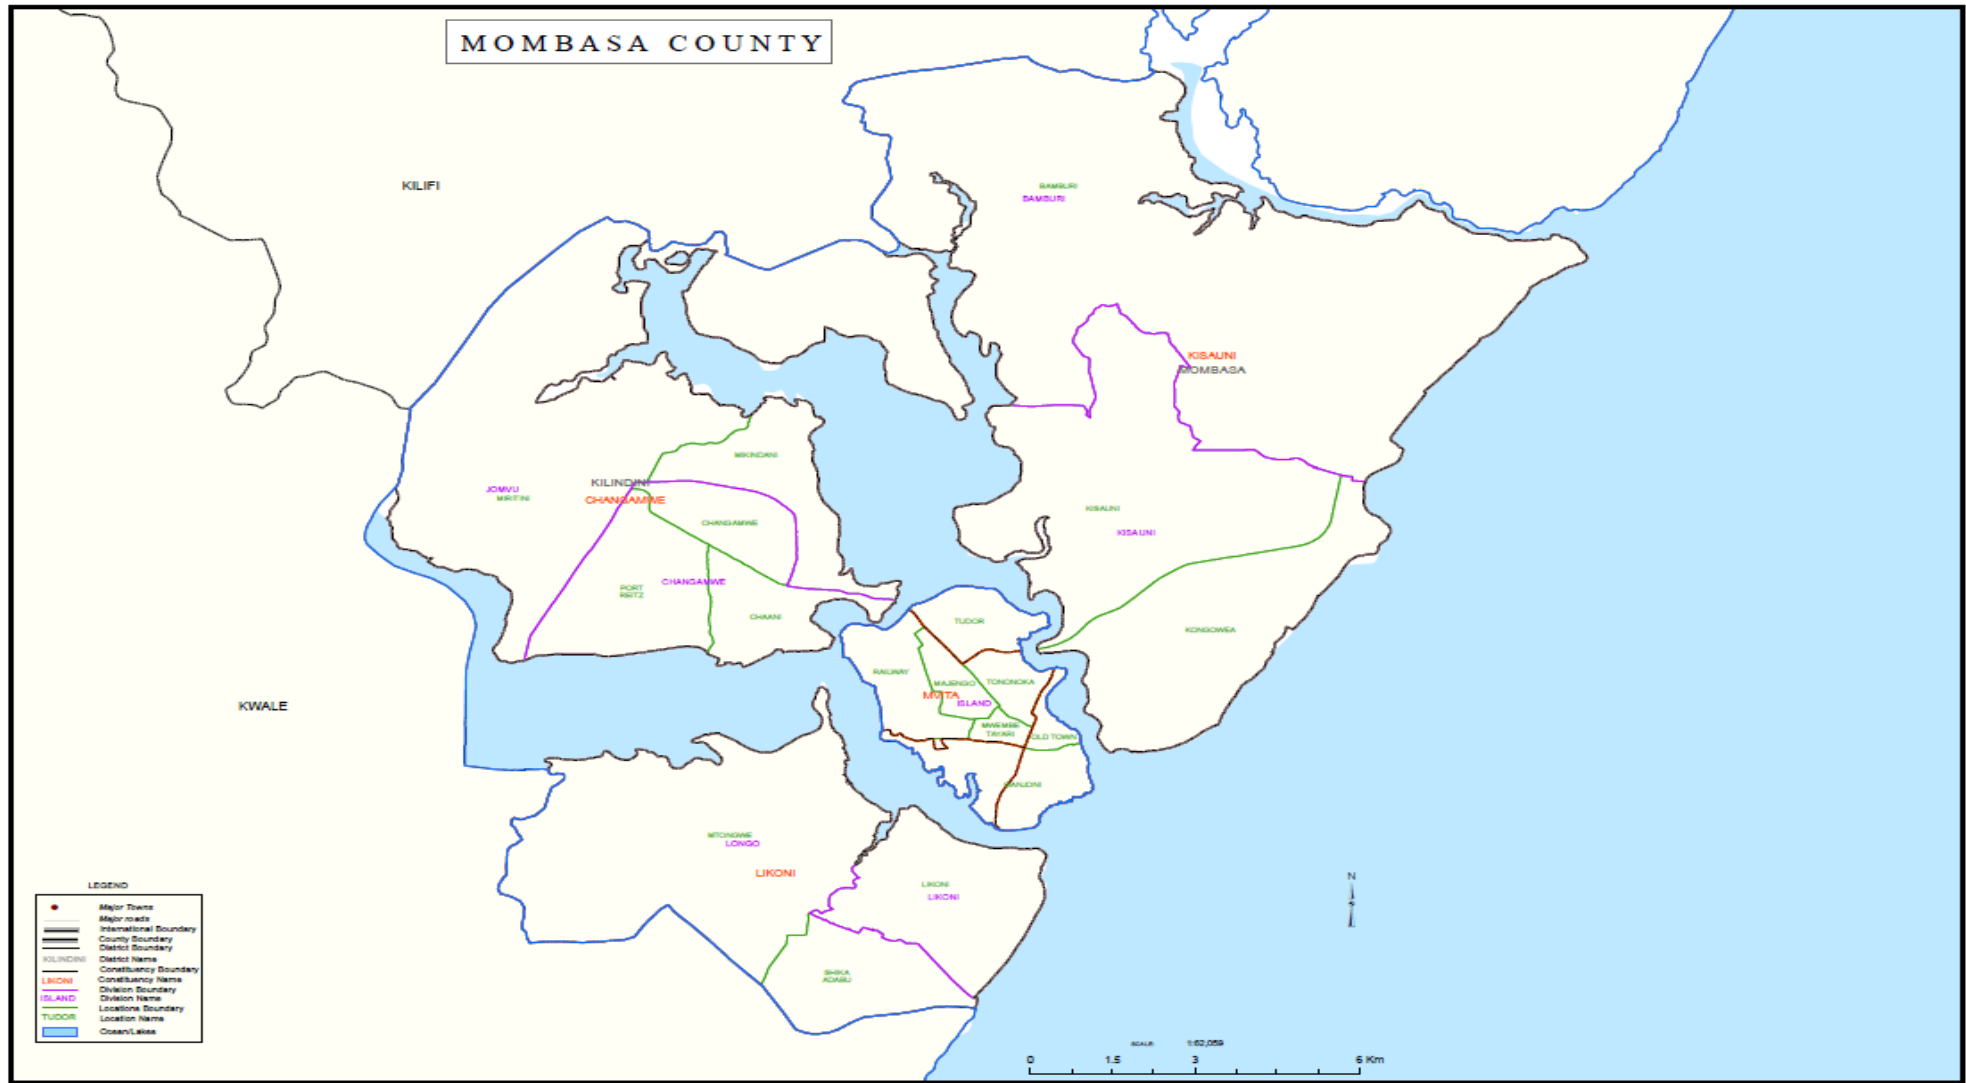 MOMBASA COUNTY
KILIFI
BAMBURI
BAMBURI
KISAUNI
MOMBASA
MIKINDANI
KILINDINI
JOMVU
MIRITINI
CHANGAMWE
CHANGAMWE
KISAUNI
KISAUNI
PORT
REITZ
CHANGAMWE
CHAANI
TUDOR
KONGOWEA
RAILWAY
MAJENGO
TONONOKA
MVITA
ISLAND
KWALE
MWEMBE
TAYARI
OLD TOWN
GANJONI
MTONGWE
LONGO
LIKONI
LIKONI
LIKONI
SHIKA
ADABU
N
LEGEND
Major Towns
Major roads
International Boundary
County Boundary
District Boundary
KILINDINI District Name
Constituency Boundary
LIKONI Constituency Name
Division Boundary
ISLAND Division Name
Locations Boundary
TUDOR Location Name
Ocean/Lakes
SCALE: 1:62,059
0 1.5 3 6 Km